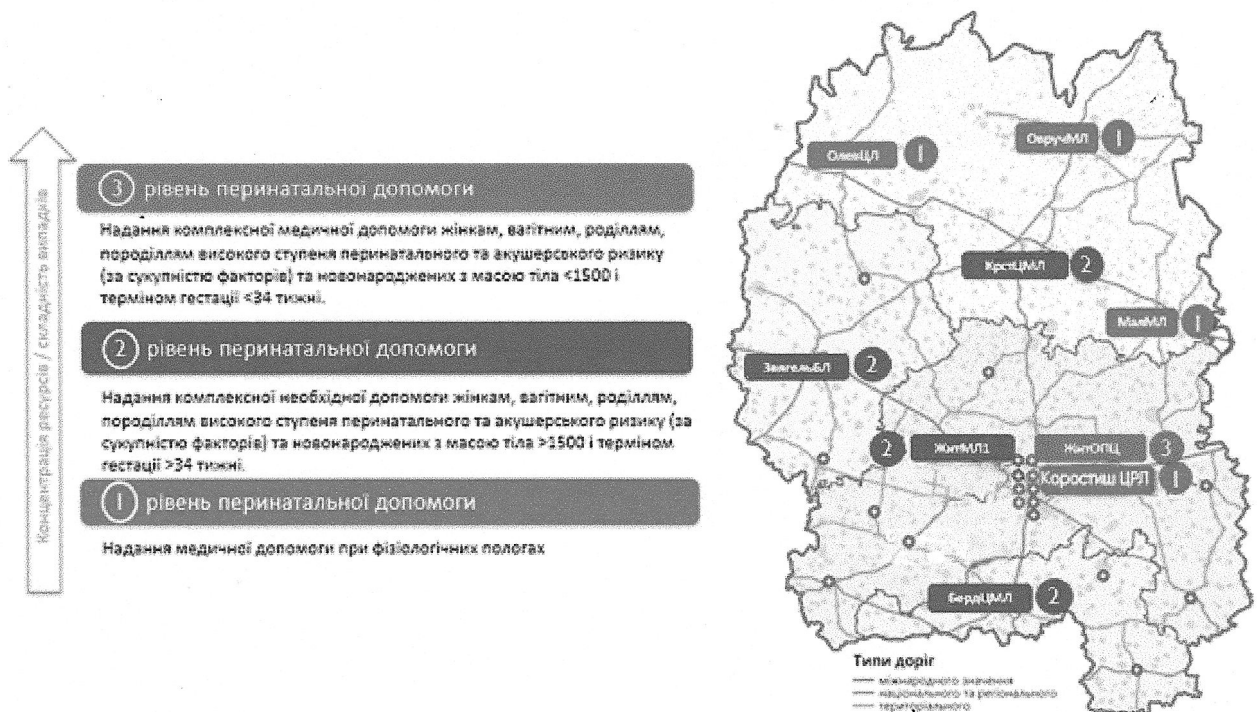 Концентрація ресурсів / складність випадків
3 рівень перинатальної допомоги
Надання комплексної медичної допомоги жінкам, вагітним, роділлям,
породіллям високого ступеня перинатального та акушерського ризику
(за сукупністю факторів) та новонароджених з масою тіла <1500 і
терміном гестації <34 тижні.
2 рівень перинатальної допомоги
Надання комплексної необхідної допомоги жінкам, вагітним, роділлям,
породіллям високого ступеня перинатального та акушерського ризику (за
сукупністю факторів) та новонароджених з масою тіла >1500 і терміном
гестації >34 тижні.
1 рівень перинатальної допомоги
Надання медичної допомоги при фізіологічних пологах
ОвручМЛ 1
ОлевЦЛ 1
КрстЦМЛ 2
МалМЛ 1
ЗвягельБЛ 2
2 ЖитМЛ1
ЖитОПЦ 3
Коростиш ЦРЛ 1
БердЦМЛ 2
Типи доріг
міжнародного значення
національного та регіонального
територіального